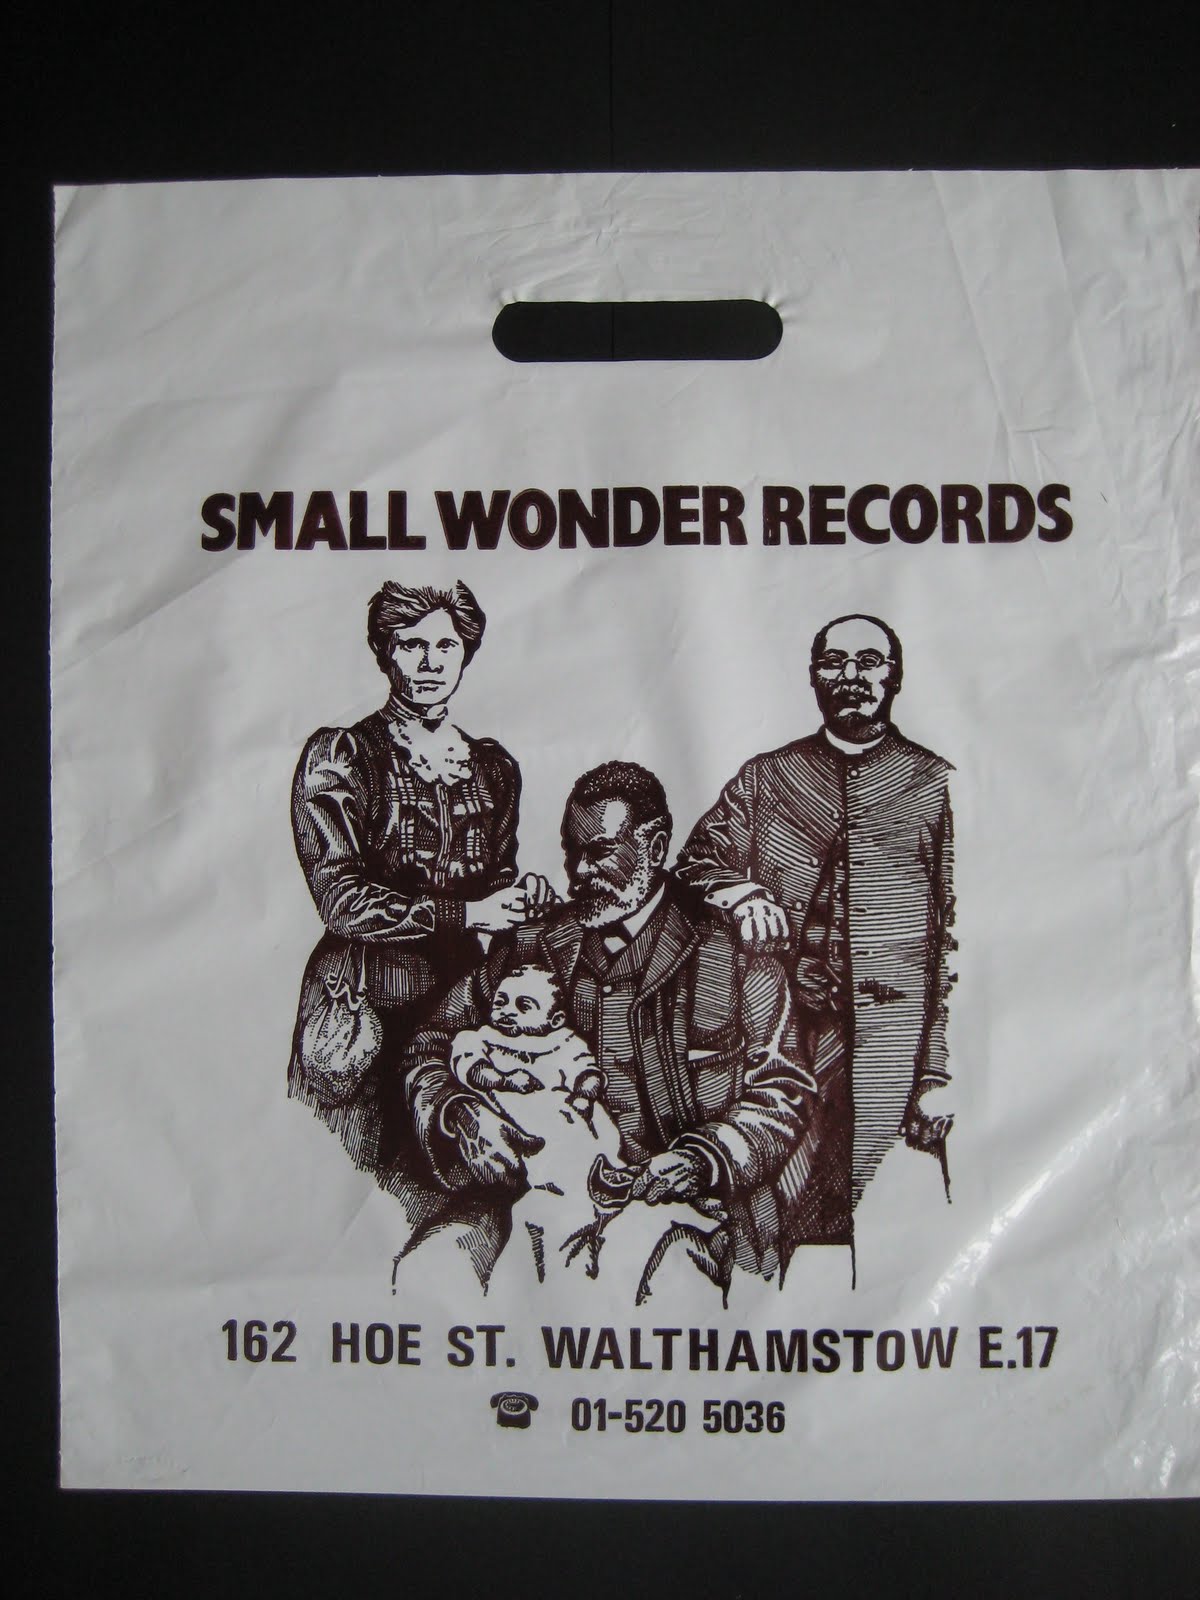 SMALL WONDER RECORDS
162 HOE ST. WALTHAMSTOW E.17
01-520 5036